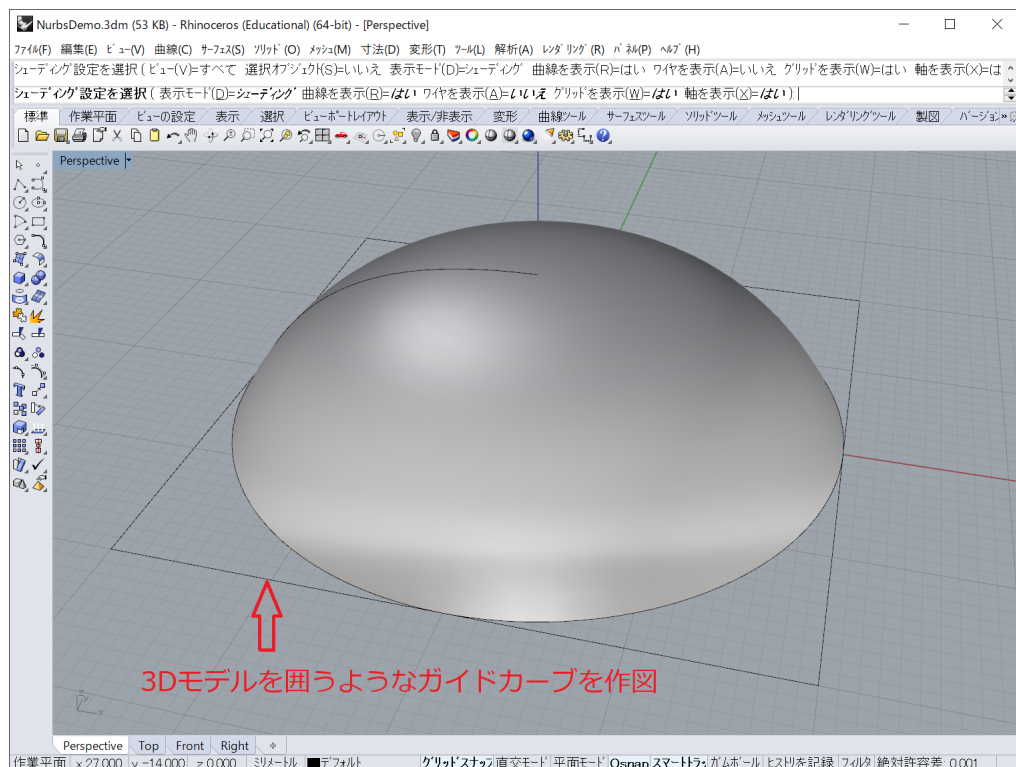 NurbsDemo.3dm (53 KB) - Rhinoceros (Educational) (64-bit) - [Perspective]
ファイル(F) 編集(E) ビュー(V) 曲線(C) サーフェス(S) ソリッド(O) メッシュ(M) 寸法(D) 変形(T) ツール(L) 解析(A) レンダリング(R) パネル(P) ヘルプ(H)
シェーディング設定を選択 ( ビュー(V)=すべて 選択オブジェクト(S)=いいえ 表示モード(D)=シェーディング 曲線を表示(R)=はい ワイヤを表示(A)=いいえ グリッドを表示(W)=はい 軸を表示(X)=は
シェーディング設定を選択 ( 表示モード(D)=シェーディング 曲線を表示(R)=はい ワイヤを表示(A)=いいえ グリッドを表示(W)=はい 軸を表示(X)=はい ):
標準 作業平面 ビューの設定 表示 選択 ビューポートレイアウト 表示/非表示 変形 曲線ツール サーフェスツール ソリッドツール メッシュツール レンダリングツール 製図 バージョン »
Perspective
3Dモデルを囲うようなガイドカーブを作図
z y x
Perspective Top Front Right
作業平面 x 27.000 y -14.000 z 0.000 ミリメートル デフォルト グリッドスナップ 直交モード 平面モード Osnap スマートトラッ ガムボール ヒストリを記録 フィルタ 絶対許容差: 0.001